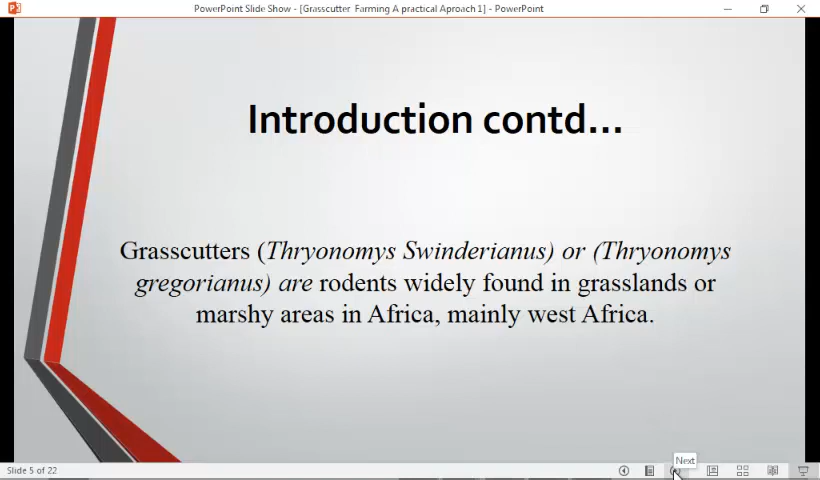 PowerPoint Slide Show - [Grasscutter Farming A practical Aproach 1] - PowerPoint
Introduction contd...
Grasscutters (Thryonomys Swinderianus) or (Thryonomys
gregorianus) are rodents widely found in grasslands or
marshy areas in Africa, mainly west Africa.
Next
Slide 5 of 22